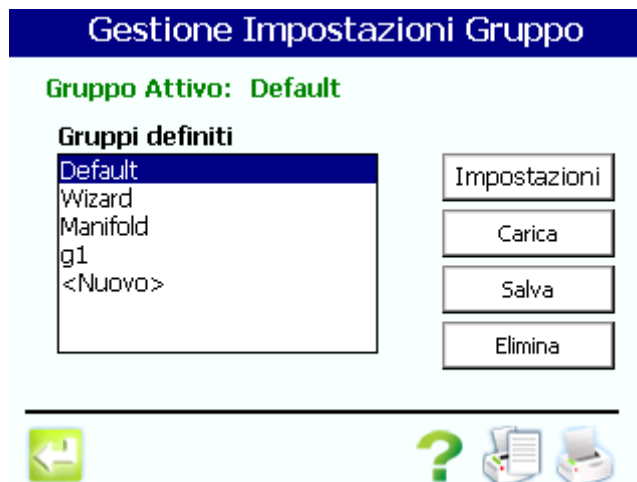 Gestione Impostazioni Gruppo
Gruppo Attivo: Default
Gruppi definiti
Default
Wizard
Manifold
g1
<Nuovo>
Impostazioni
Carica
Salva
Elimina
?